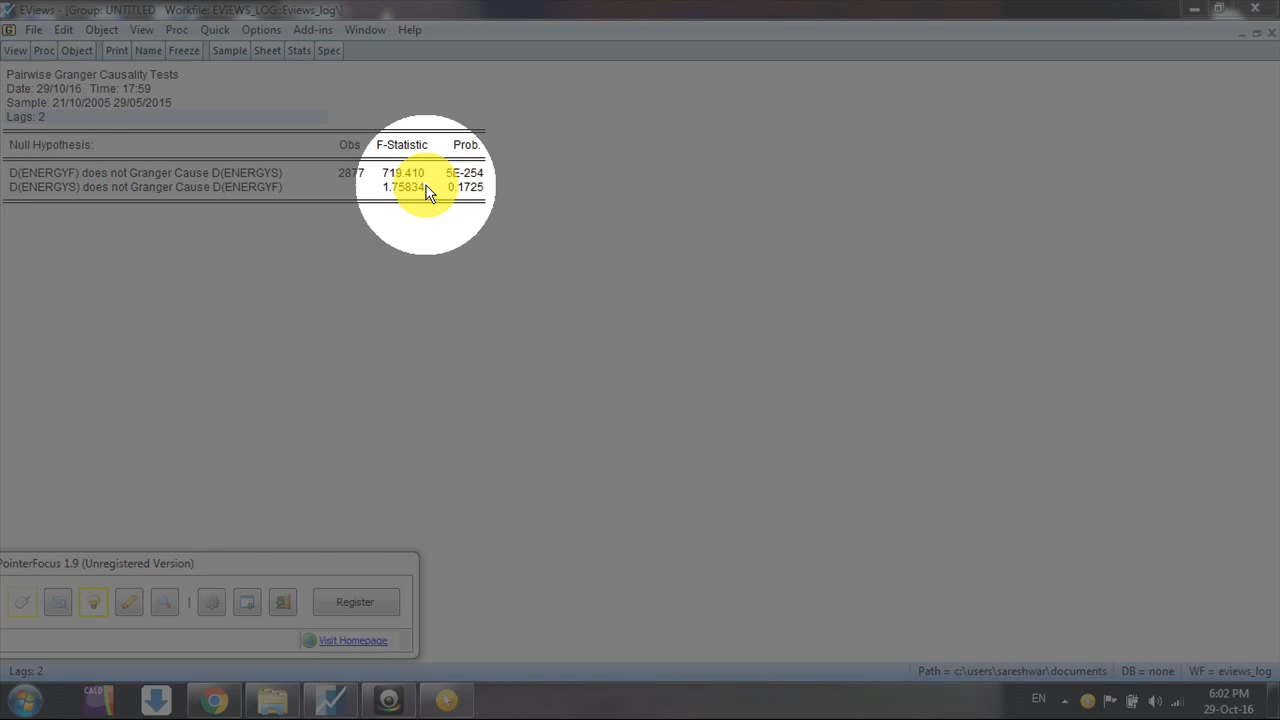 EViews - [Group: UNTITLED Workfile: EVIEWS_LOG::Eviews_log\]
G File Edit Object View Proc Quick Options Add-ins Window Help
View Proc Object Print Name Freeze Sample Sheet Stats Spec
Pairwise Granger Causality Tests
Date: 29/10/16 Time: 17:59
Sample: 21/10/2005 29/05/2015
Lags: 2
Null Hypothesis: Obs F-Statistic Prob.
D(ENERGYF) does not Granger Cause D(ENERGYS) 2877 719.410 5E-254
D(ENERGYS) does not Granger Cause D(ENERGYF) 1.75834 0.1725
PointerFocus 1.9 (Unregistered Version)
Register
Visit Homepage
Lags: 2 Path = c:\users\sareshwar\documents DB = none WF = eviews_log
CALD
EN
6:02 PM
29-Oct-16